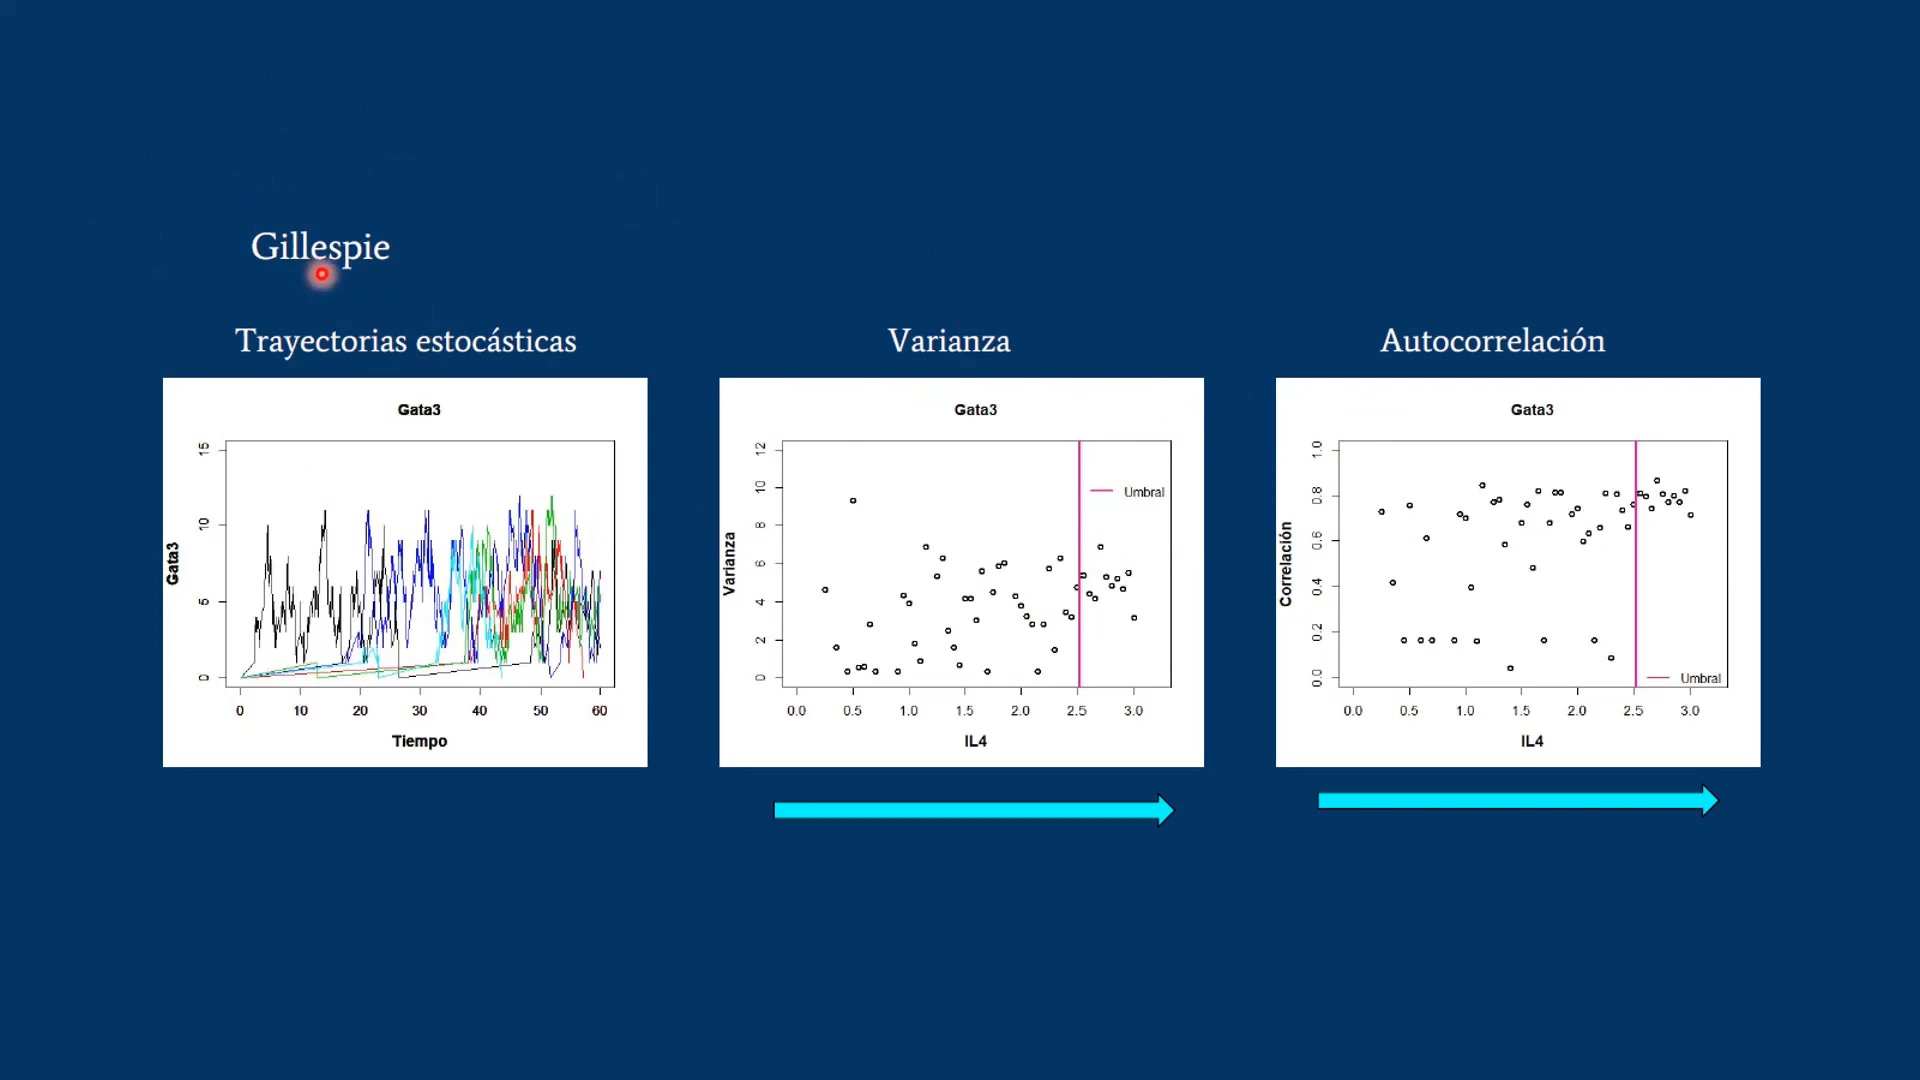 Gillespie
Trayectorias estocásticas
Varianza
Autocorrelación
Gata3
Gata3
0 5 10 15
0 10 20 30 40 50 60
Tiempo
Gata3
Varianza
0 2 4 6 8 10 12
Umbral
0.0 0.5 1.0 1.5 2.0 2.5 3.0
IL4
Gata3
Correlación
0.0 0.2 0.4 0.6 0.8 1.0
Umbral
0.0 0.5 1.0 1.5 2.0 2.5 3.0
IL4